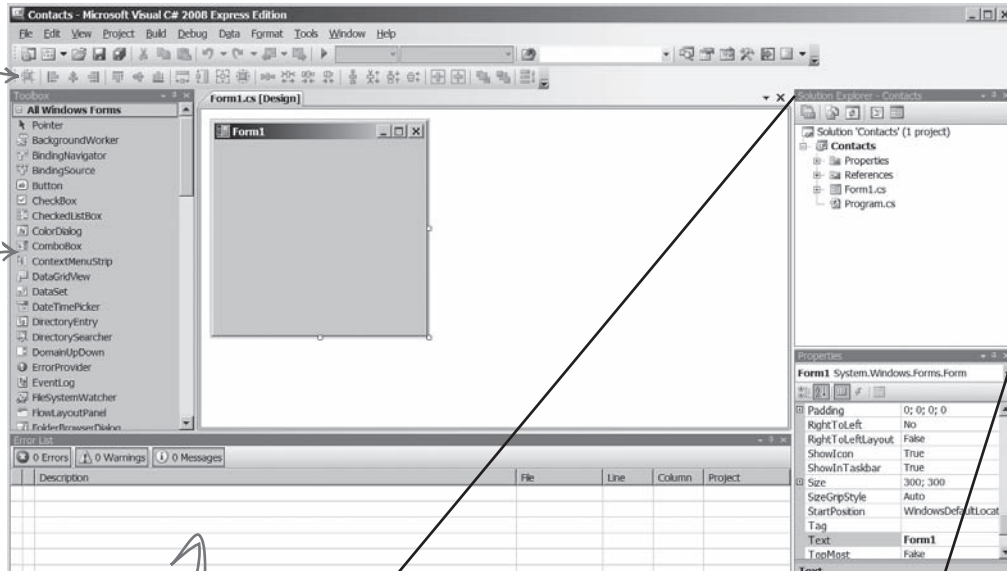 Contacts - Microsoft Visual C# 2008 Express Edition
File Edit View Project Build Debug Data Format Tools Window Help
Toolbox
All Windows Forms
Pointer
BackgroundWorker
BindingNavigator
BindingSource
Button
CheckBox
CheckedListBox
ColorDialog
ComboBox
ContextMenuStrip
DataGridView
DataSet
DateTimePicker
DirectoryEntry
DirectorySearcher
DomainUpDown
ErrorProvider
EventLog
FileSystemWatcher
FlowLayoutPanel
FolderBrowserDialog
Form1.cs [Design]
Form1
Solution Explorer - Contacts
Solution 'Contacts' (1 project)
Contacts
Properties
References
Form1.cs
Program.cs
Properties
Form1 System.Windows.Forms.Form
Padding 0; 0; 0; 0
RightToLeft No
RightToLeftLayout False
ShowIcon True
ShowInTaskbar True
Size 300; 300
SizeGripStyle Auto
StartPosition WindowsDefaultLocat
Tag
Text Form1
TopMost False
Text
Error List
0 Errors 0 Warnings 0 Messages
Description File Line Column Project